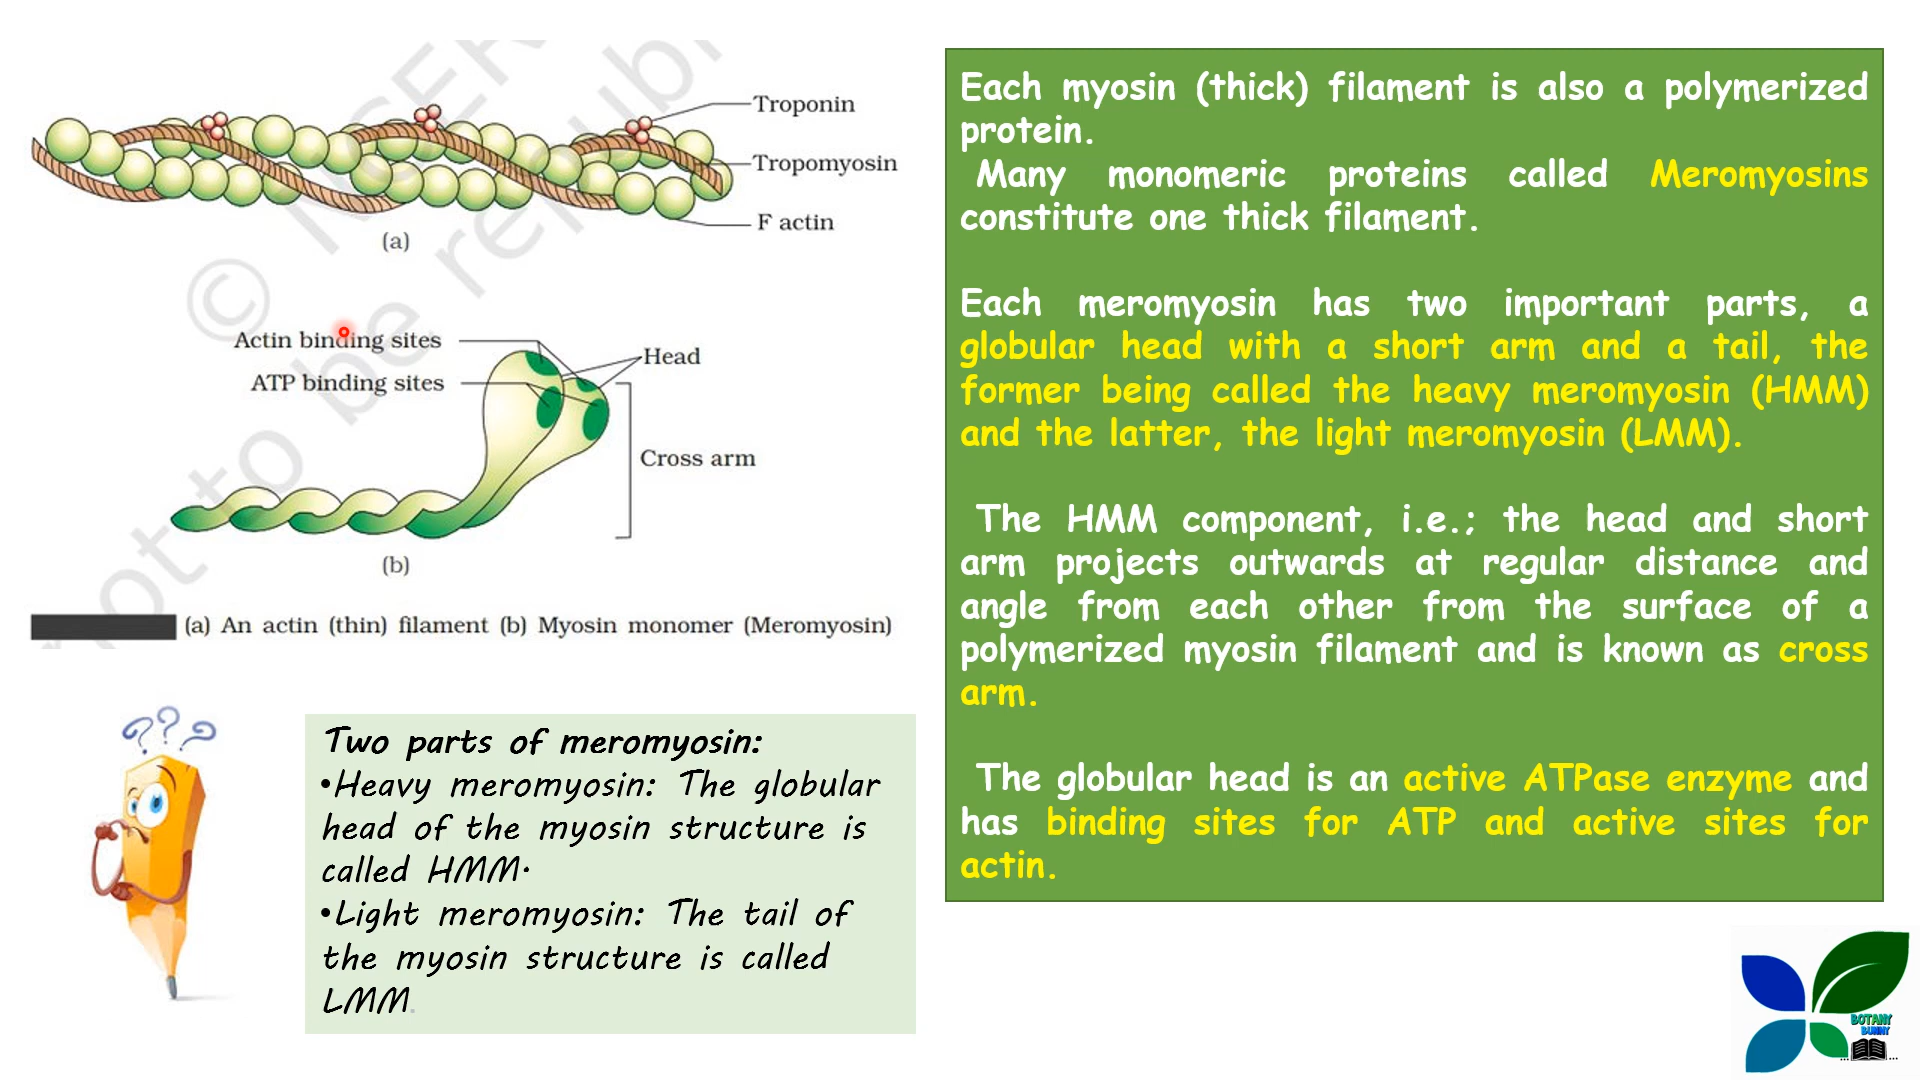 Troponin
Tropomyosin
F actin
(a)
Actin binding sites
ATP binding sites
Head
Cross arm
(b)
(a) An actin (thin) filament (b) Myosin monomer (Meromyosin)
Two parts of meromyosin:
•Heavy meromyosin: The globular
head of the myosin structure is
called HMM.
•Light meromyosin: The tail of
the myosin structure is called
LMM.
Each myosin (thick) filament is also a polymerized
protein.
Many monomeric proteins called Meromyosins
constitute one thick filament.
Each meromyosin has two important parts, a
globular head with a short arm and a tail, the
former being called the heavy meromyosin (HMM)
and the latter, the light meromyosin (LMM).
The HMM component, i.e.; the head and short
arm projects outwards at regular distance and
angle from each other from the surface of a
polymerized myosin filament and is known as cross
arm.
The globular head is an active ATPase enzyme and
has binding sites for ATP and active sites for
actin.
BOTANY
BUNNY
not to be republi